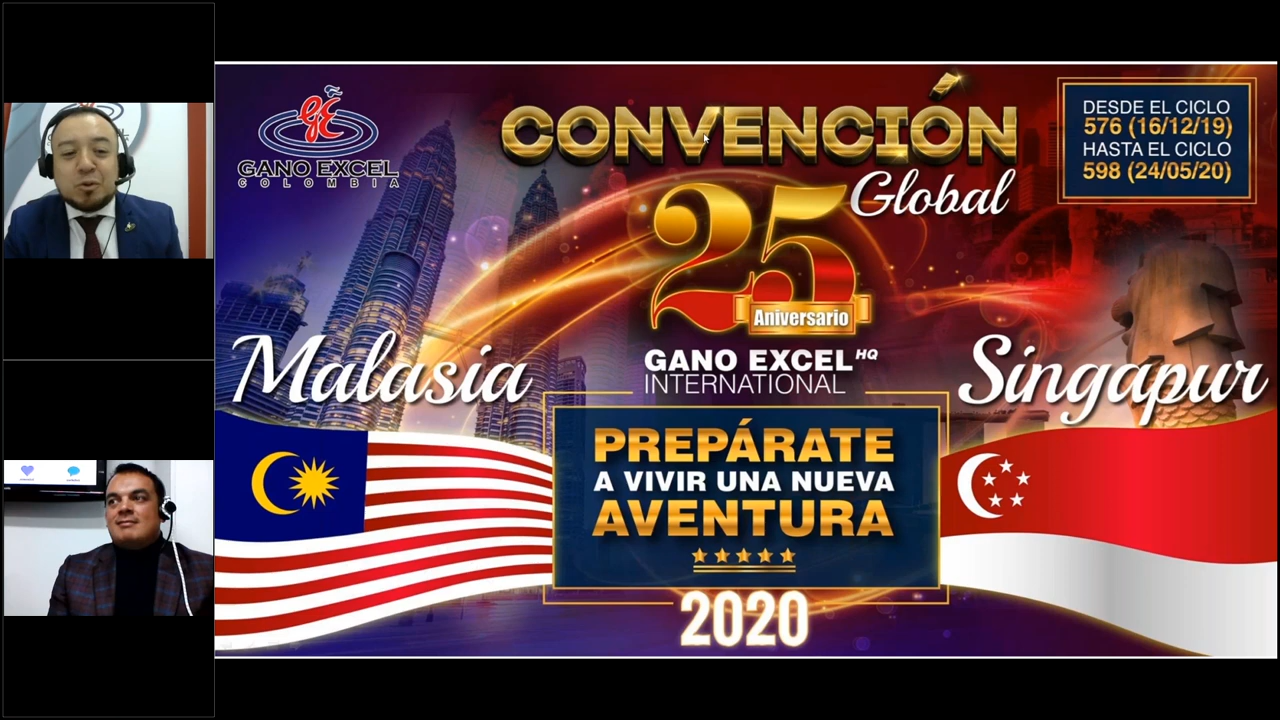 GE
GANO EXCEL
COLOMBIA
CONVENCIÓN
Global
25
Aniversario
GANO EXCEL HQ
INTERNATIONAL
DESDE EL CICLO
576 (16/12/19)
HASTA EL CICLO
598 (24/05/20)
Malasia
Singapur
PREPÁRATE
A VIVIR UNA NUEVA
AVENTURA
2020